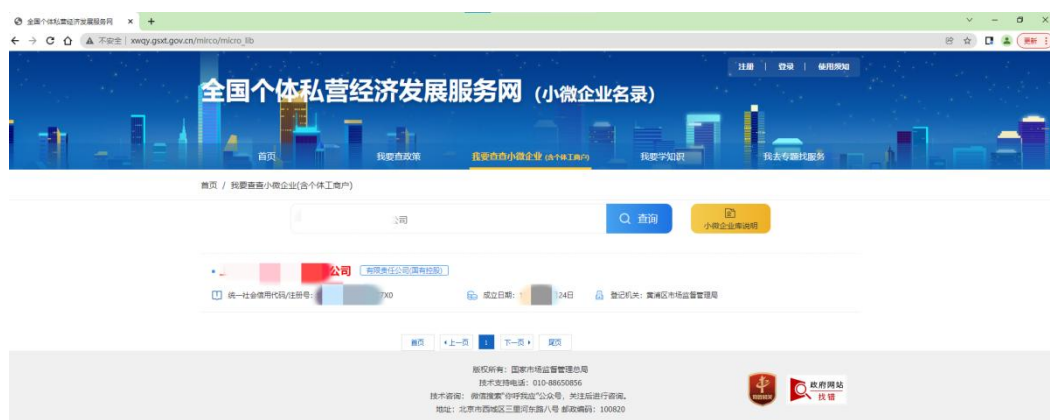 全国个体私营经济发展服务网
不安全 xwqy.gsxt.gov.cn/mirco/micro_lib
更新
注册 | 登录 | 使用须知
全国个体私营经济发展服务网 (小微企业名录)
首页 我要查政策 我要查查小微企业 (含个体工商户) 我要学知识 我去专题找服务
首页 / 我要查查小微企业(含个体工商户)
公司 查询 小微企业库说明
公司 有限责任公司(国有控股)
统一社会信用代码/注册号: 7X0 成立日期: 24日 登记机关: 黄浦区市场监督管理局
首页 上一页 1 下一页 尾页
版权所有: 国家市场监督管理总局
技术支持电话: 010-88650856
技术咨询: 微信搜索"你呼我应"公众号, 关注后进行咨询。
地址: 北京市西城区三里河东路八号 邮政编码: 100820
政府网站
找错